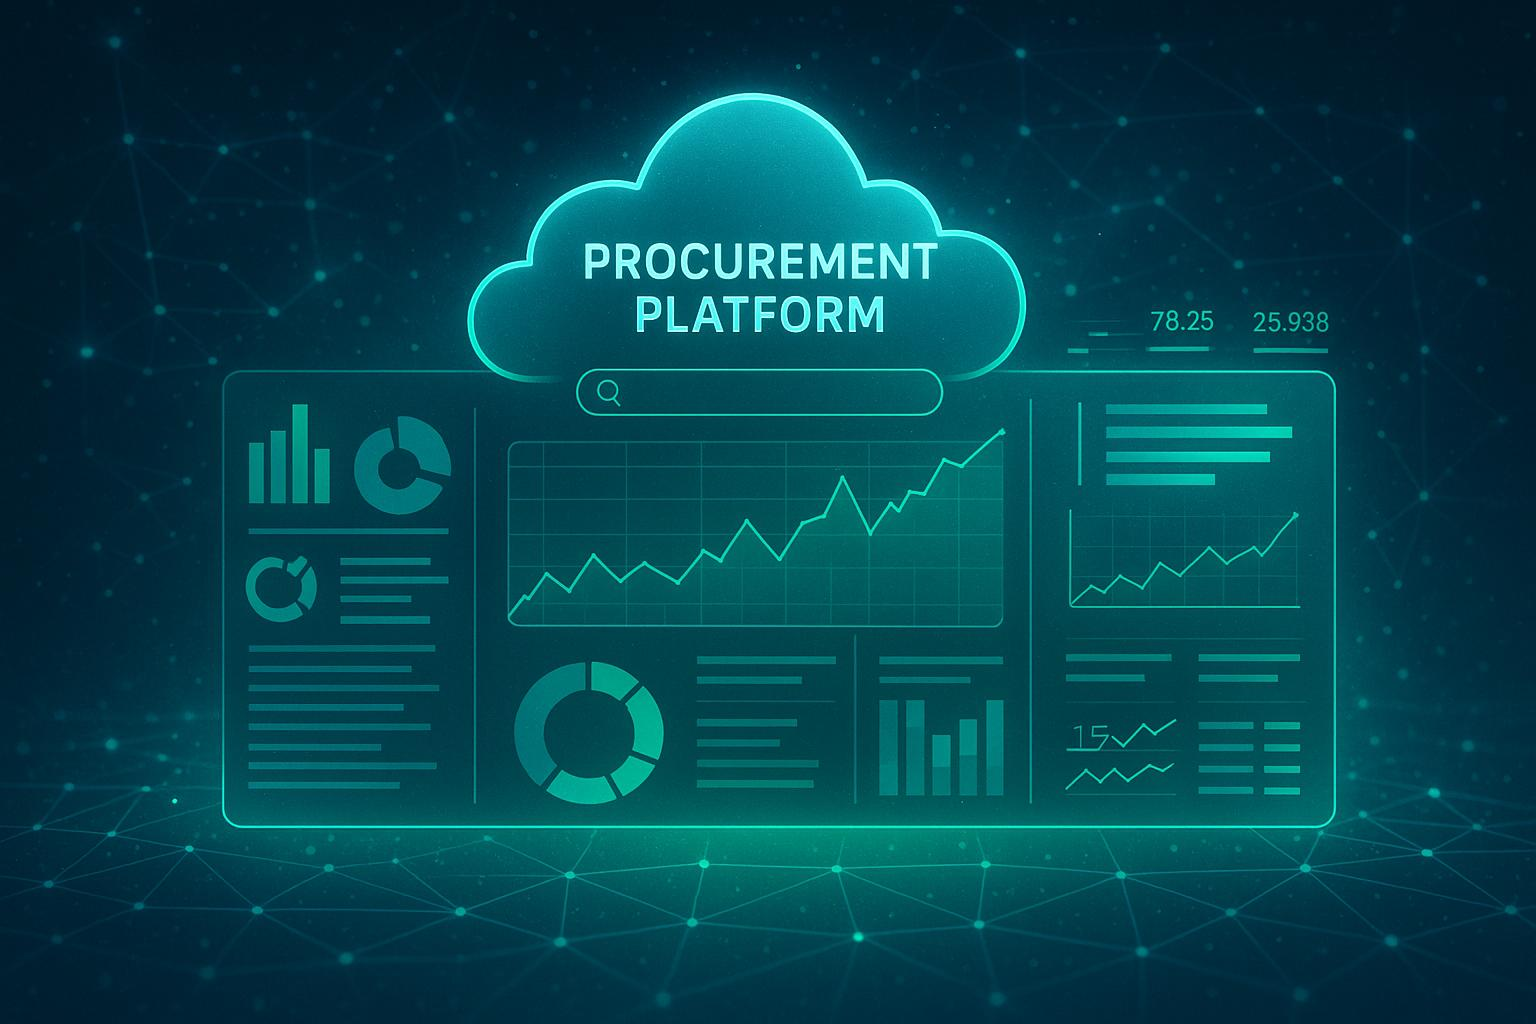 PROCUREMENT
PLATFORM
78.25 25.938
15